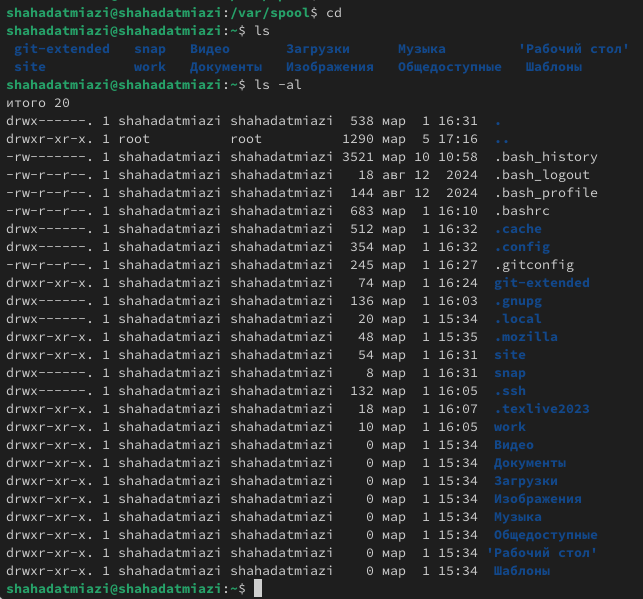 shahadatmiazi@shahadatmiazi:/var/spool$ cd
shahadatmiazi@shahadatmiazi:~$ ls
git-extended snap Видео Загрузки Музыка 'Рабочий стол'
site work Документы Изображения Общедоступные Шаблоны
shahadatmiazi@shahadatmiazi:~$ ls -al
итого 20
drwx------. 1 shahadatmiazi shahadatmiazi 538 мар 1 16:31 .
drwxr-xr-x. 1 root root 1290 мар 5 17:16 ..
-rw-------. 1 shahadatmiazi shahadatmiazi 3521 мар 10 10:58 .bash_history
-rw-r--r--. 1 shahadatmiazi shahadatmiazi 18 авг 12 2024 .bash_logout
-rw-r--r--. 1 shahadatmiazi shahadatmiazi 144 авг 12 2024 .bash_profile
-rw-r--r--. 1 shahadatmiazi shahadatmiazi 683 мар 1 16:10 .bashrc
drwx------. 1 shahadatmiazi shahadatmiazi 512 мар 1 16:32 .cache
drwx------. 1 shahadatmiazi shahadatmiazi 354 мар 1 16:32 .config
-rw-r--r--. 1 shahadatmiazi shahadatmiazi 245 мар 1 16:27 .gitconfig
drwxr-xr-x. 1 shahadatmiazi shahadatmiazi 74 мар 1 16:24 git-extended
drwx------. 1 shahadatmiazi shahadatmiazi 136 мар 1 16:03 .gnupg
drwx------. 1 shahadatmiazi shahadatmiazi 20 мар 1 15:34 .local
drwxr-xr-x. 1 shahadatmiazi shahadatmiazi 48 мар 1 15:35 .mozilla
drwxr-xr-x. 1 shahadatmiazi shahadatmiazi 54 мар 1 16:31 site
drwx------. 1 shahadatmiazi shahadatmiazi 8 мар 1 16:31 snap
drwx------. 1 shahadatmiazi shahadatmiazi 132 мар 1 16:05 .ssh
drwxr-xr-x. 1 shahadatmiazi shahadatmiazi 18 мар 1 16:07 .texlive2023
drwxr-xr-x. 1 shahadatmiazi shahadatmiazi 10 мар 1 16:05 work
drwxr-xr-x. 1 shahadatmiazi shahadatmiazi 0 мар 1 15:34 Видео
drwxr-xr-x. 1 shahadatmiazi shahadatmiazi 0 мар 1 15:34 Документы
drwxr-xr-x. 1 shahadatmiazi shahadatmiazi 0 мар 1 15:34 Загрузки
drwxr-xr-x. 1 shahadatmiazi shahadatmiazi 0 мар 1 15:34 Изображения
drwxr-xr-x. 1 shahadatmiazi shahadatmiazi 0 мар 1 15:34 Музыка
drwxr-xr-x. 1 shahadatmiazi shahadatmiazi 0 мар 1 15:34 Общедоступные
drwxr-xr-x. 1 shahadatmiazi shahadatmiazi 0 мар 1 15:34 'Рабочий стол'
drwxr-xr-x. 1 shahadatmiazi shahadatmiazi 0 мар 1 15:34 Шаблоны
shahadatmiazi@shahadatmiazi:~$